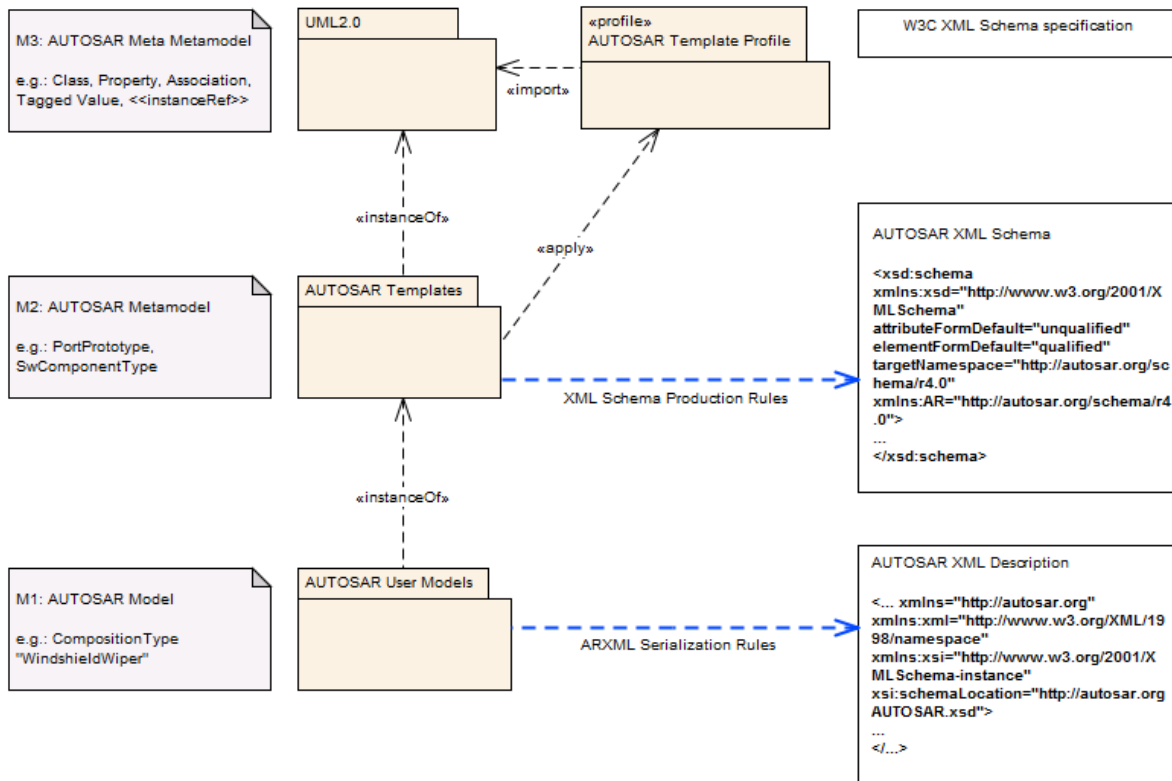 M3: AUTOSAR Meta Metamodel
e.g.: Class, Property, Association,
Tagged Value, <<instanceRef>>
UML2.0
«profile»
AUTOSAR Template Profile
W3C XML Schema specification
«import»
«instanceOf»
«apply»
M2: AUTOSAR Metamodel
e.g.: PortPrototype,
SwComponentType
AUTOSAR Templates
XML Schema Production Rules
AUTOSAR XML Schema
<xsd:schema
xmlns:xsd="http://www.w3.org/2001/X
MLSchema"
attributeFormDefault="unqualified"
elementFormDefault="qualified"
targetNamespace="http://autosar.org/sc
hema/r4.0"
xmlns:AR="http://autosar.org/schema/r4
.0">
...
</xsd:schema>
«instanceOf»
M1: AUTOSAR Model
e.g.: CompositionType
"WindshieldWiper"
AUTOSAR User Models
ARXML Serialization Rules
AUTOSAR XML Description
<... xmlns="http://autosar.org"
xmlns:xml="http://www.w3.org/XML/19
98/namespace"
xmlns:xsi="http://www.w3.org/2001/X
MLSchema-instance"
xsi:schemaLocation="http://autosar.org
AUTOSAR.xsd">
...
</...>